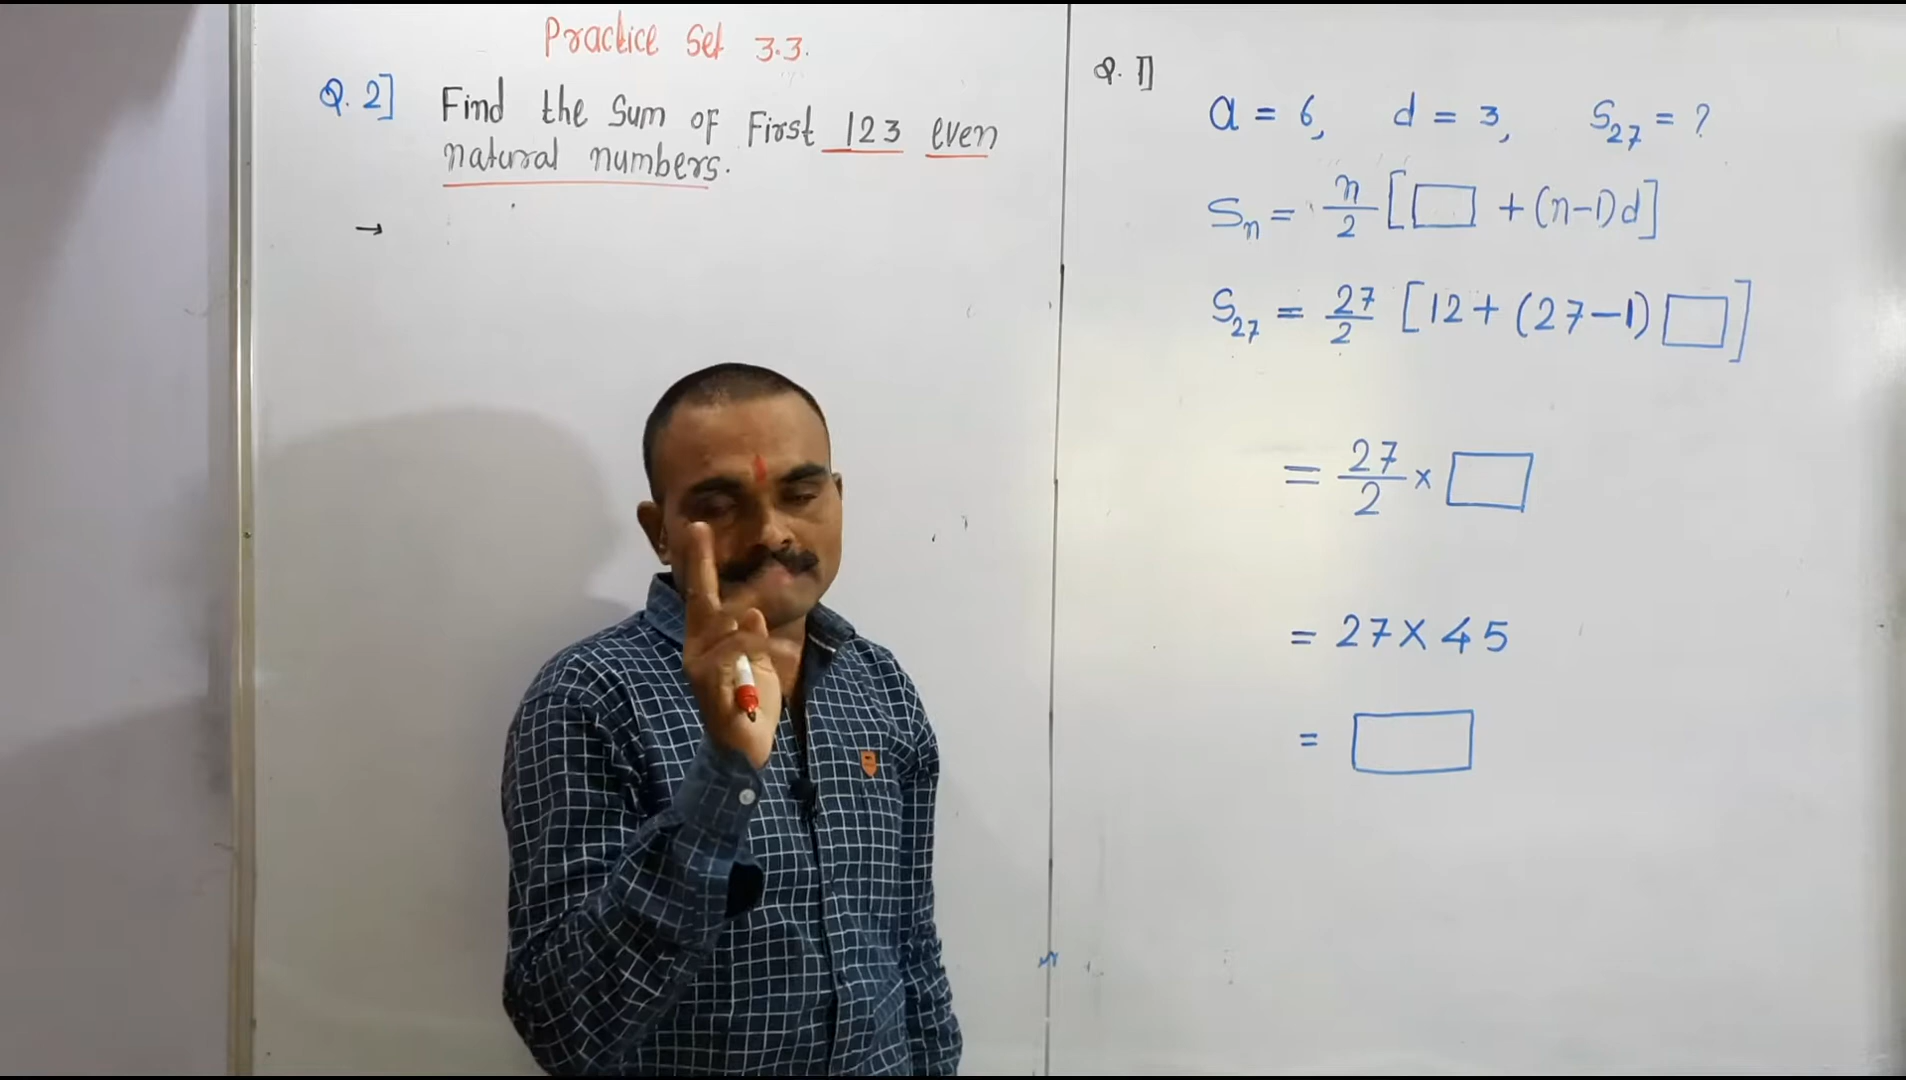 Practice Set 3.3.
Q. 2] Find the Sum of First 123 even
natural numbers.
→
Q. 1]
a = 6, d = 3, S₂₇ = ?
Sₙ = n/2 [□ + (n-1)d]
S₂₇ = 27/2 [12 + (27-1) □]
= 27/2 × □
= 27 × 45
= □